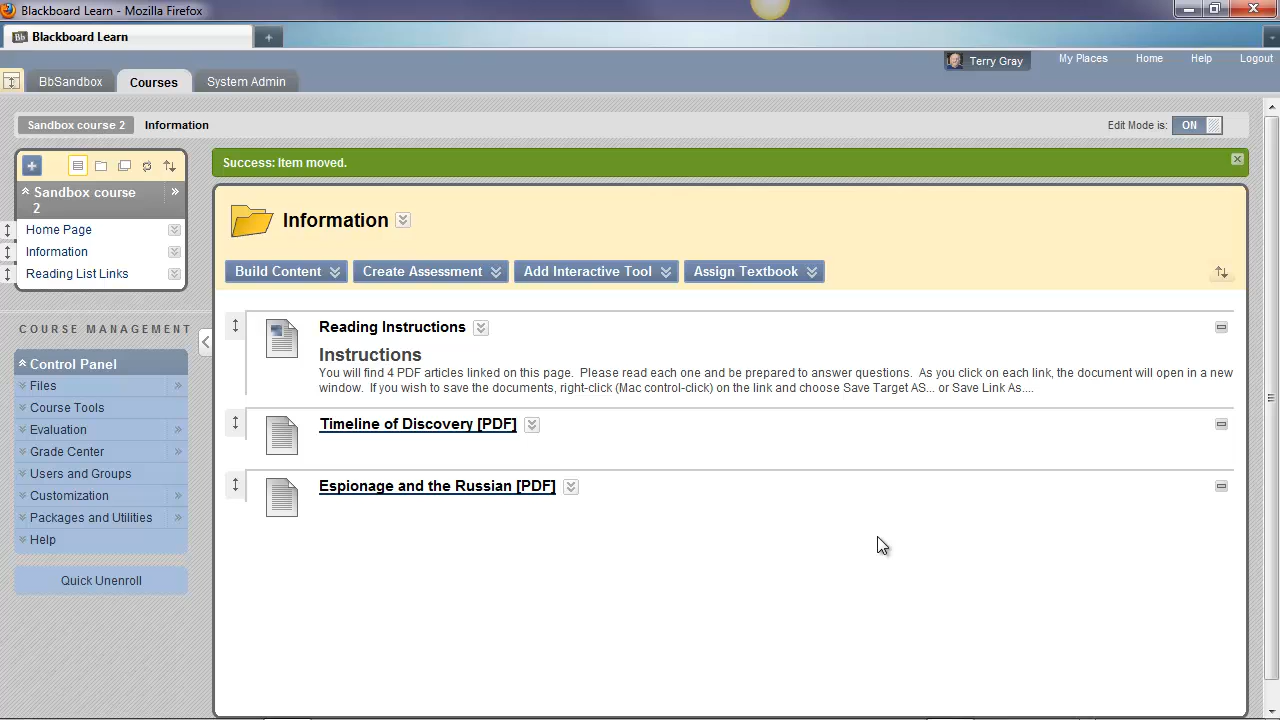 Blackboard Learn - Mozilla Firefox
Bb Blackboard Learn
Terry Gray My Places Home Help Logout
BbSandbox Courses System Admin
Sandbox course 2 Information Edit Mode is: ON
Success: Item moved.
Sandbox course
2
Home Page
Information
Reading List Links
COURSE MANAGEMENT
Control Panel
Files
Course Tools
Evaluation
Grade Center
Users and Groups
Customization
Packages and Utilities
Help
Quick Unenroll
Information
Build Content Create Assessment Add Interactive Tool Assign Textbook
Reading Instructions
Instructions
You will find 4 PDF articles linked on this page. Please read each one and be prepared to answer questions. As you click on each link, the document will open in a new
window. If you wish to save the documents, right-click (Mac control-click) on the link and choose Save Target AS... or Save Link As....
Timeline of Discovery [PDF]
Espionage and the Russian [PDF]